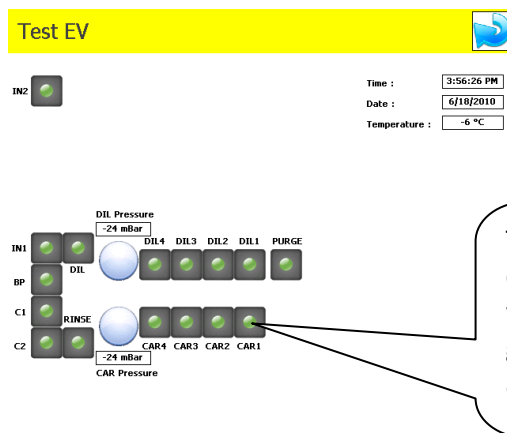 Test EV
IN2
Time : 3:56:26 PM
Date : 6/18/2010
Temperature : -6 °C
DIL Pressure
-24 mBar
DIL4 DIL3 DIL2 DIL1 PURGE
IN1
DIL
BP
C1
RINSE
C2
CAR4 CAR3 CAR2 CAR1
-24 mBar
CAR Pressure